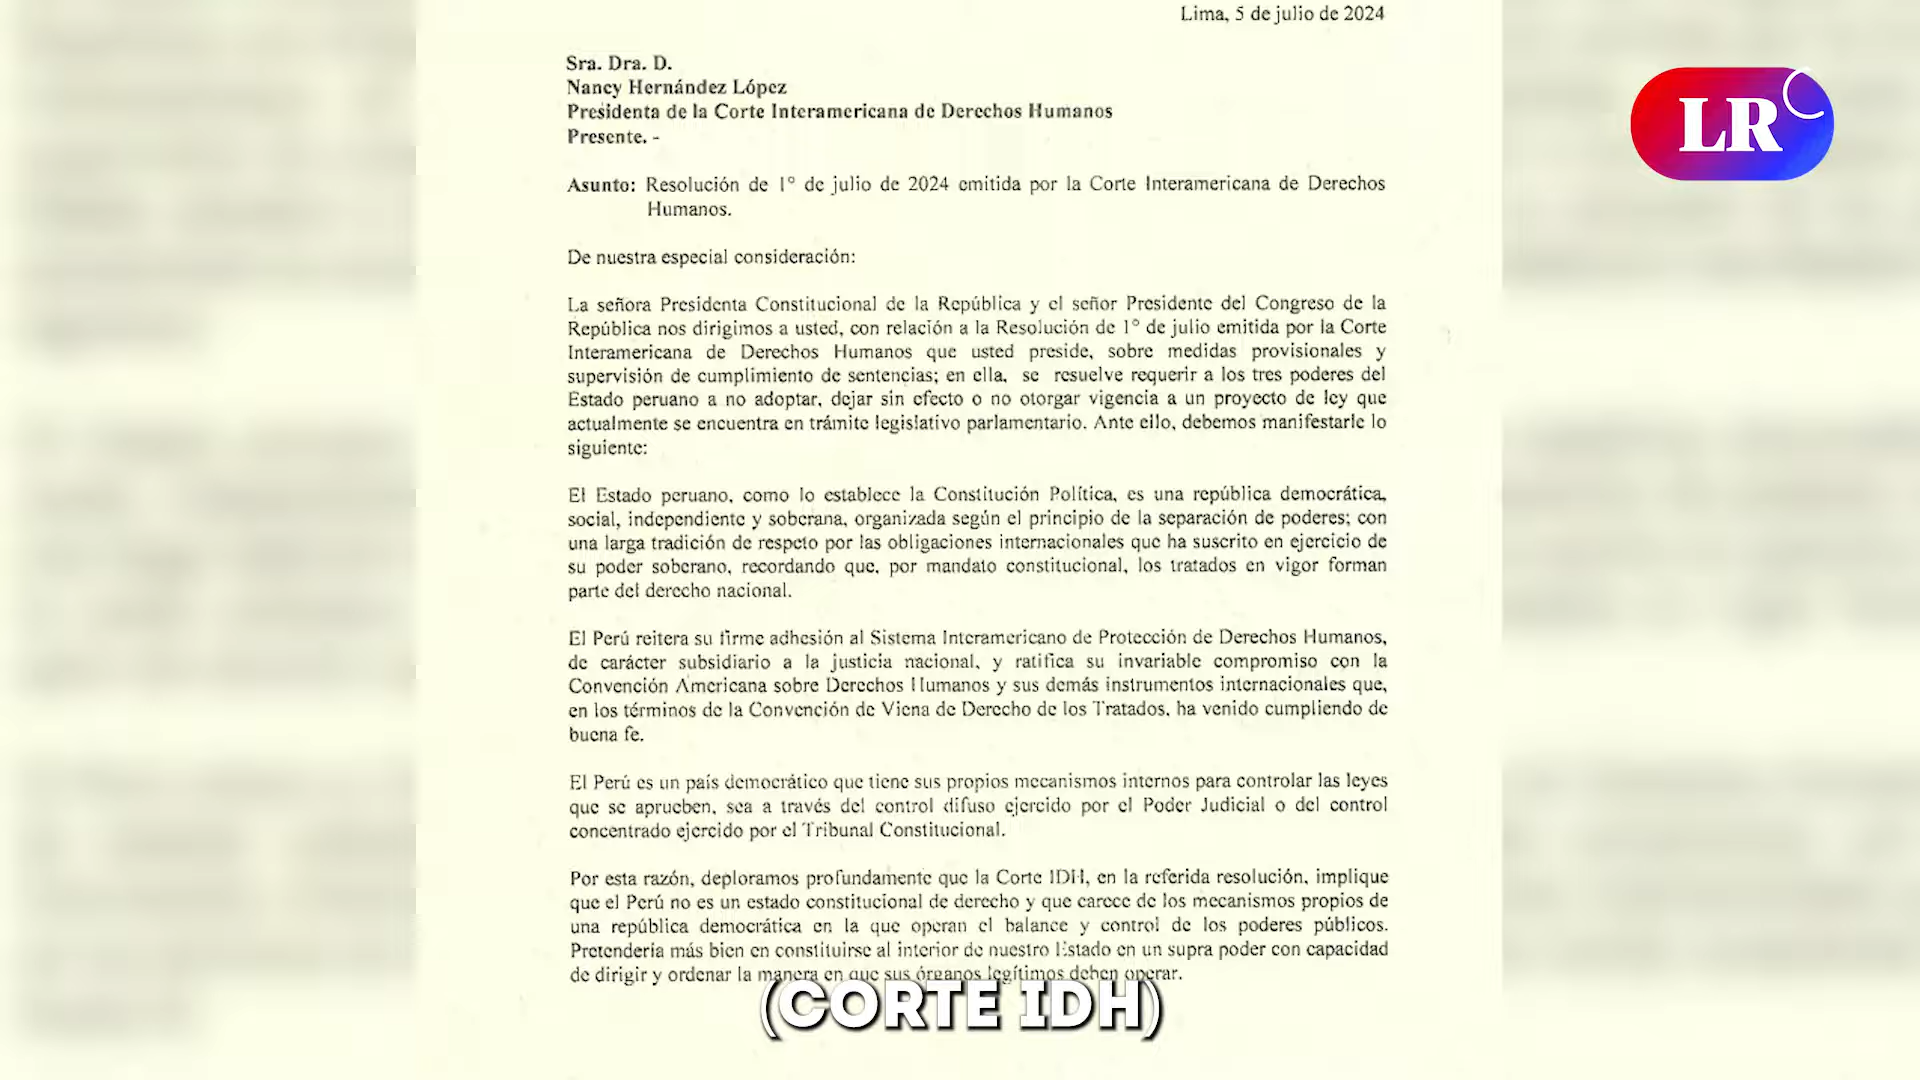 Lima, 5 de julio de 2024
LR
Sra. Dra. D.
Nancy Hernández López
Presidenta de la Corte Interamericana de Derechos Humanos
Presente. -
Asunto: Resolución de 1° de julio de 2024 emitida por la Corte Interamericana de Derechos
Humanos.
De nuestra especial consideración:
La señora Presidenta Constitucional de la República y el señor Presidente del Congreso de la
República nos dirigimos a usted, con relación a la Resolución de 1° de julio emitida por la Corte
Interamericana de Derechos Humanos que usted preside, sobre medidas provisionales y
supervisión de cumplimiento de sentencias; en ella, se resuelve requerir a los tres poderes del
Estado peruano a no adoptar, dejar sin efecto o no otorgar vigencia a un proyecto de ley que
actualmente se encuentra en trámite legislativo parlamentario. Ante ello, debemos manifestarle lo
siguiente:
El Estado peruano, como lo establece la Constitución Política, es una república democrática,
social, independiente y soberana, organizada según el principio de la separación de poderes; con
una larga tradición de respeto por las obligaciones internacionales que ha suscrito en ejercicio de
su poder soberano, recordando que, por mandato constitucional, los tratados en vigor forman
parte del derecho nacional.
El Perú reitera su firme adhesión al Sistema Interamericano de Protección de Derechos Humanos,
de carácter subsidiario a la justicia nacional, y ratifica su invariable compromiso con la
Convención Americana sobre Derechos Humanos y sus demás instrumentos internacionales que,
en los términos de la Convención de Viena de Derecho de los Tratados, ha venido cumpliendo de
buena fe.
El Perú es un país democrático que tiene sus propios mecanismos internos para controlar las leyes
que se aprueben, sea a través del control difuso ejercido por el Poder Judicial o del control
concentrado ejercido por el Tribunal Constitucional.
Por esta razón, deploramos profundamente que la Corte IDH, en la referida resolución, implique
que el Perú no es un estado constitucional de derecho y que carece de los mecanismos propios de
una república democrática en la que operan el balance y control de los poderes públicos.
Pretendería más bien en constituirse al interior de nuestro Estado en un supra poder con capacidad
de dirigir y ordenar la manera en que sus órganos legítimos deben operar.
(CORTE IDH)